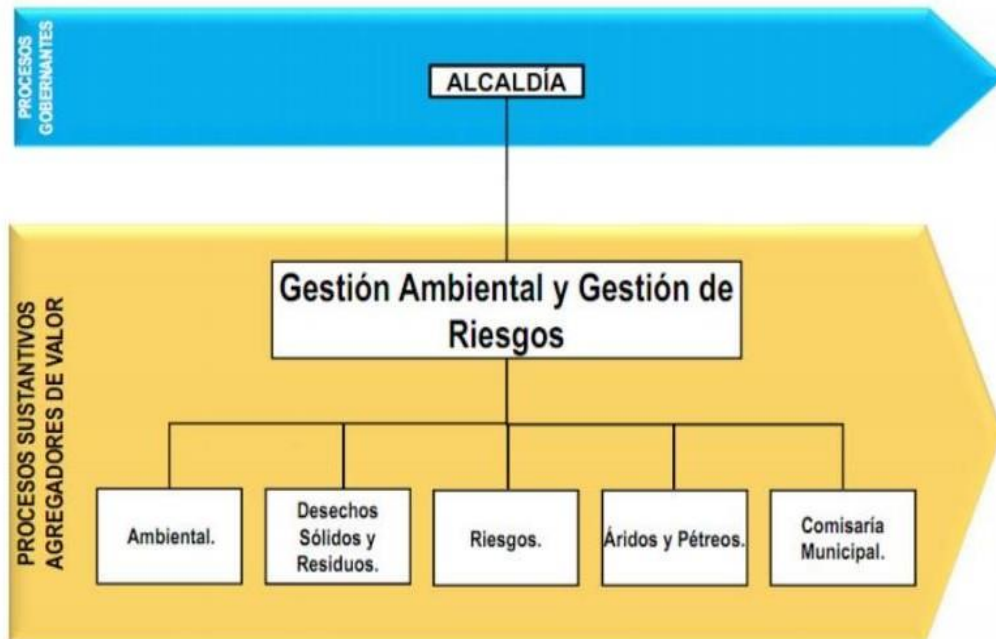 PROCESOS
GOBERNANTES
ALCALDÍA
PROCESOS SUSTANTIVOS
AGREGADORES DE VALOR
Gestión Ambiental y Gestión de
Riesgos
Ambiental.
Desechos
Sólidos y
Residuos.
Riesgos.
Áridos y Pétreos.
Comisaría
Municipal.